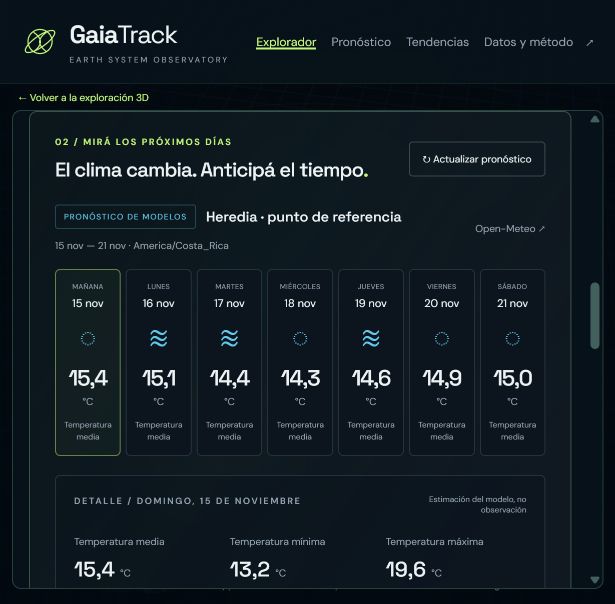 GaiaTrack
EARTH SYSTEM OBSERVATORY
Explorador Pronóstico Tendencias Datos y método ↗
← Volver a la exploración 3D
02 / MIRÁ LOS PRÓXIMOS DÍAS
El clima cambia. Anticipá el tiempo.
↻ Actualizar pronóstico
PRONÓSTICO DE MODELOS Heredia · punto de referencia
15 nov — 21 nov · America/Costa_Rica
Open-Meteo ↗
MAÑANA LUNES MARTES MIÉRCOLES JUEVES VIERNES SÁBADO
15 nov 16 nov 17 nov 18 nov 19 nov 20 nov 21 nov
15,4 15,1 14,4 14,3 14,6 14,9 15,0
°C °C °C °C °C °C °C
Temperatura Temperatura Temperatura Temperatura Temperatura Temperatura Temperatura
media media media media media media media
DETALLE / DOMINGO, 15 DE NOVIEMBRE
Estimación del modelo, no
observación
Temperatura media Temperatura mínima Temperatura máxima
15,4 °C 13,2 °C 19,6 °C